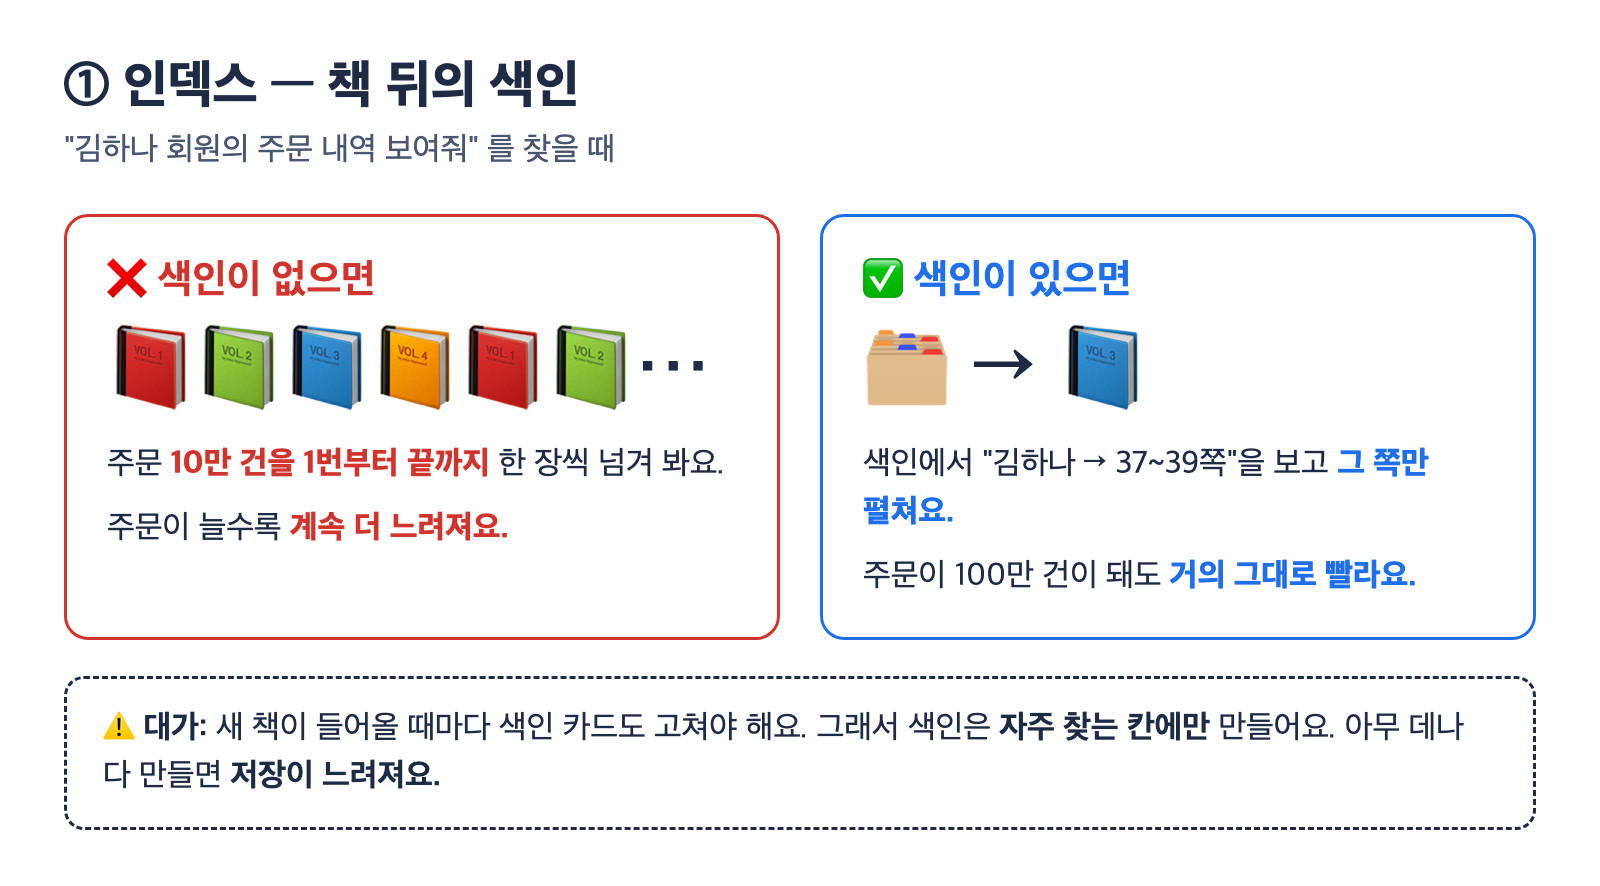 ① 인덱스 — 책 뒤의 색인
"김하나 회원의 주문 내역 보여줘" 를 찾을 때
❌ 색인이 없으면
VOL. 1
VOL. 2
VOL. 3
VOL. 4
VOL. 1
VOL. 2
...
주문 10만 건을 1번부터 끝까지 한 장씩 넘겨 봐요.
주문이 늘수록 계속 더 느려져요.
✅ 색인이 있으면
→
VOL. 3
색인에서 "김하나 → 37~39쪽"을 보고 그 쪽만
펼쳐요.
주문이 100만 건이 돼도 거의 그대로 빨라요.
⚠️ 대가: 새 책이 들어올 때마다 색인 카드도 고쳐야 해요. 그래서 색인은 자주 찾는 칸에만 만들어요. 아무 데나
다 만들면 저장이 느려져요.